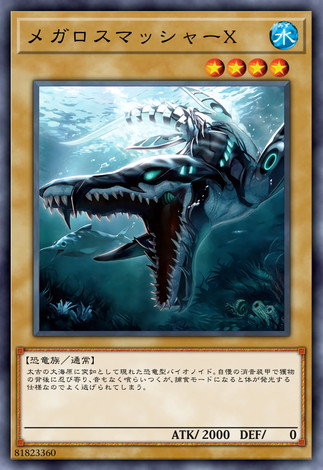 メガロスマッシャーX
水
【恐竜族／通常】
太古の大海原に突如として現れた恐竜型バイオノイド。自慢の消音装甲で獲物
の背後に忍び寄り、音もなく喰らいつくが、捕食モードになると体が発光する
仕様なのでよく逃げられてしまう。
ATK/ 2000 DEF/ 0
81823360